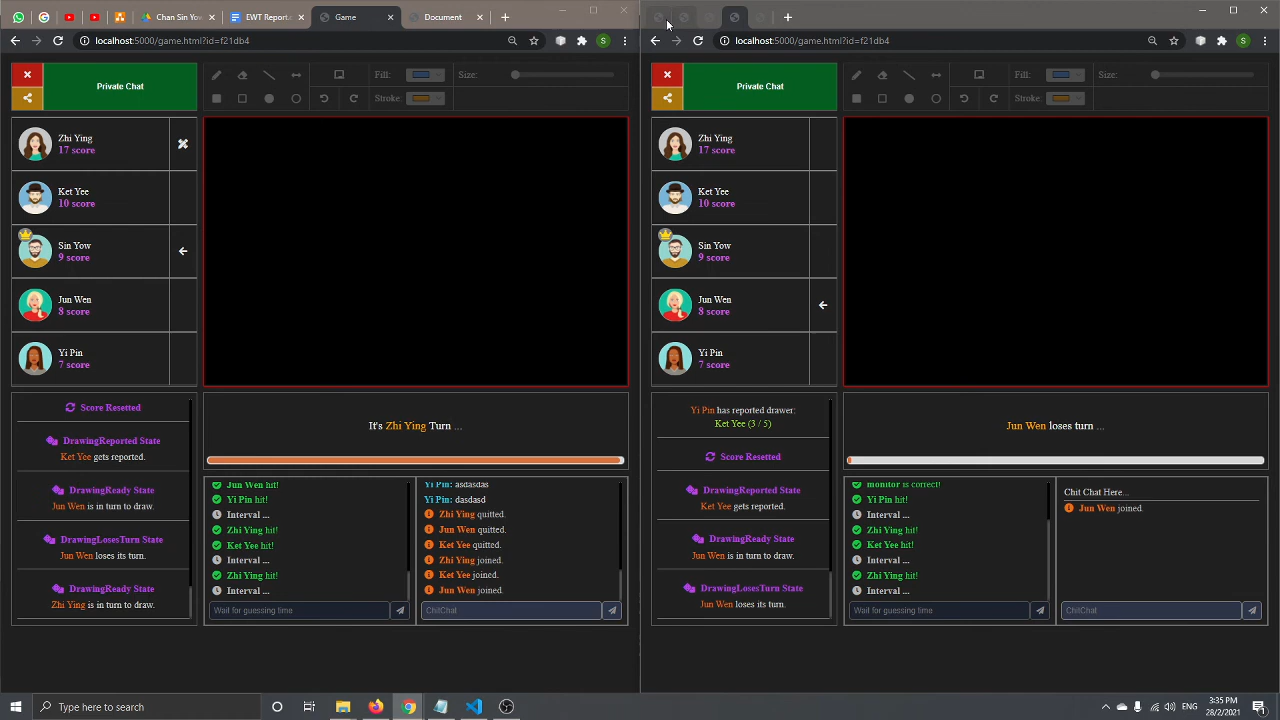 Chan Sin Yow
EWT Report
Game
Document
localhost:5000/game.html?id=f21db4
S
localhost:5000/game.html?id=f21db4
S
Private Chat
Fill:
Size:
Stroke:
Zhi Ying
17 score
Ket Yee
10 score
Sin Yow
9 score
Jun Wen
8 score
Yi Pin
7 score
Score Resetted
DrawingReported State
Ket Yee gets reported.
DrawingReady State
Jun Wen is in turn to draw.
DrawingLosesTurn State
Jun Wen loses its turn.
DrawingReady State
Zhi Ying is in turn to draw.
It's Zhi Ying Turn ...
Jun Wen hit!
Yi Pin hit!
Interval ...
Zhi Ying hit!
Ket Yee hit!
Interval ...
Zhi Ying hit!
Interval ...
Wait for guessing time
Yi Pin: asdasdas
Yi Pin: dasdasd
Zhi Ying quitted.
Jun Wen quitted.
Ket Yee quitted.
Zhi Ying joined.
Ket Yee joined.
Jun Wen joined.
ChitChat
Private Chat
Fill:
Size:
Stroke:
Zhi Ying
17 score
Ket Yee
10 score
Sin Yow
9 score
Jun Wen
8 score
Yi Pin
7 score
Yi Pin has reported drawer:
Ket Yee (3 / 5)
Score Resetted
DrawingReported State
Ket Yee gets reported.
DrawingReady State
Jun Wen is in turn to draw.
DrawingLosesTurn State
Jun Wen loses its turn.
Jun Wen loses turn ...
monitor is correct!
Yi Pin hit!
Interval ...
Zhi Ying hit!
Ket Yee hit!
Interval ...
Zhi Ying hit!
Interval ...
Wait for guessing time
Chit Chat Here...
Jun Wen joined.
ChitChat
Type here to search
ENG
3:35 PM
28/2/2021